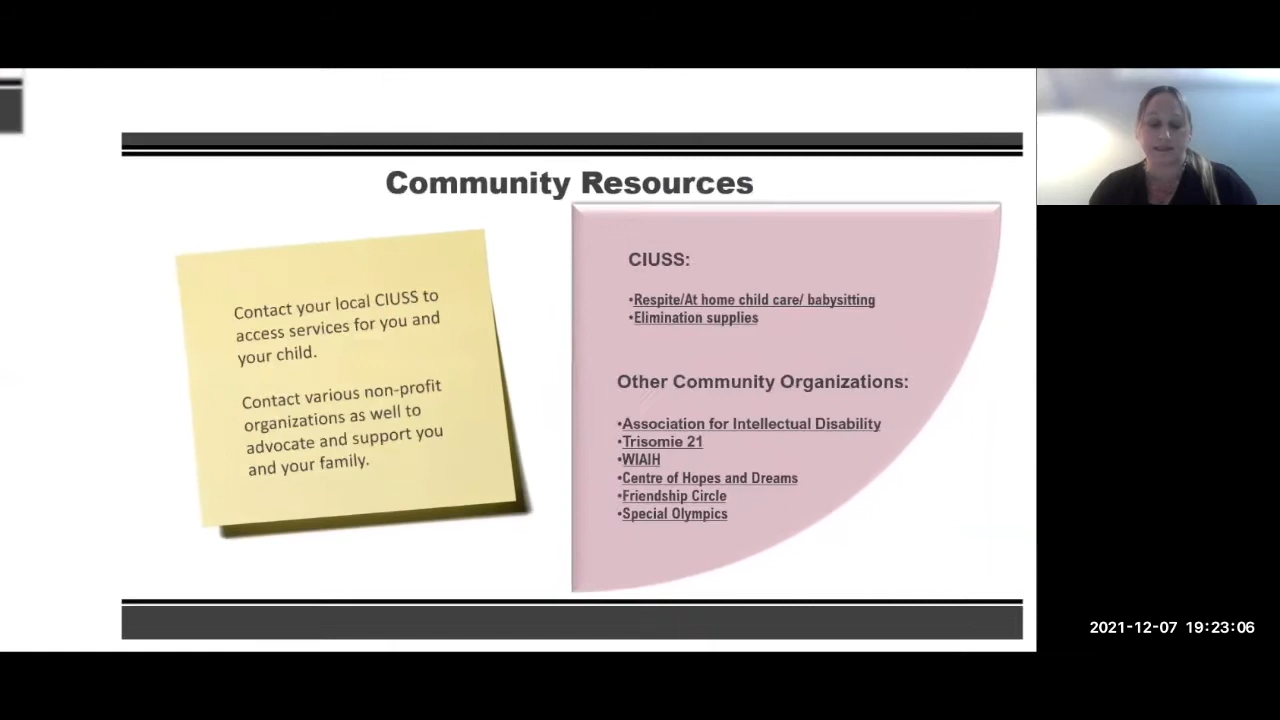 Community Resources
Contact your local CIUSS to
access services for you and
your child.
Contact various non-profit
organizations as well to
advocate and support you
and your family.
CIUSS:
•Respite/At home child care/ babysitting
•Elimination supplies
Other Community Organizations:
•Association for Intellectual Disability
•Trisomie 21
•WIAIH
•Centre of Hopes and Dreams
•Friendship Circle
•Special Olympics
2021-12-07 19:23:06